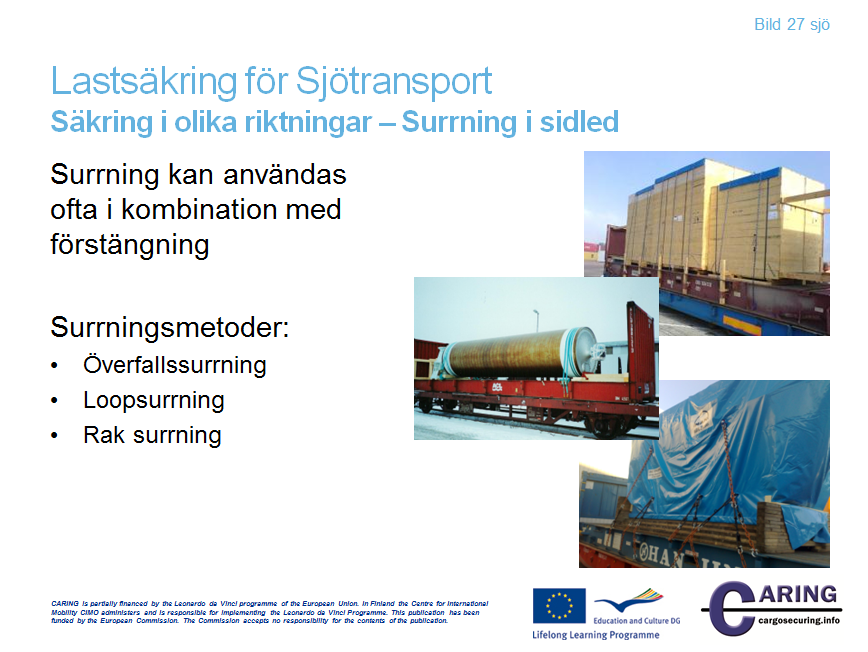 Bild 27 sjö
Lastsäkring för Sjötransport
Säkring i olika riktningar – Surrning i sidled
Surrning kan användas
ofta i kombination med
förstängning
Surrningsmetoder:
• Överfallssurrning
• Loopsurrning
• Rak surrning
CARING is partially financed by the Leonardo da Vinci programme of the European Union. In Finland the Centre for International
Mobility CIMO administers and is responsible for implementing the Leonardo da Vinci Programme. This publication has been
funded by the European Commission. The Commission accepts no responsibility for the contents of the publication.
Education and Culture DG
Lifelong Learning Programme
CARING
cargosecuring.info